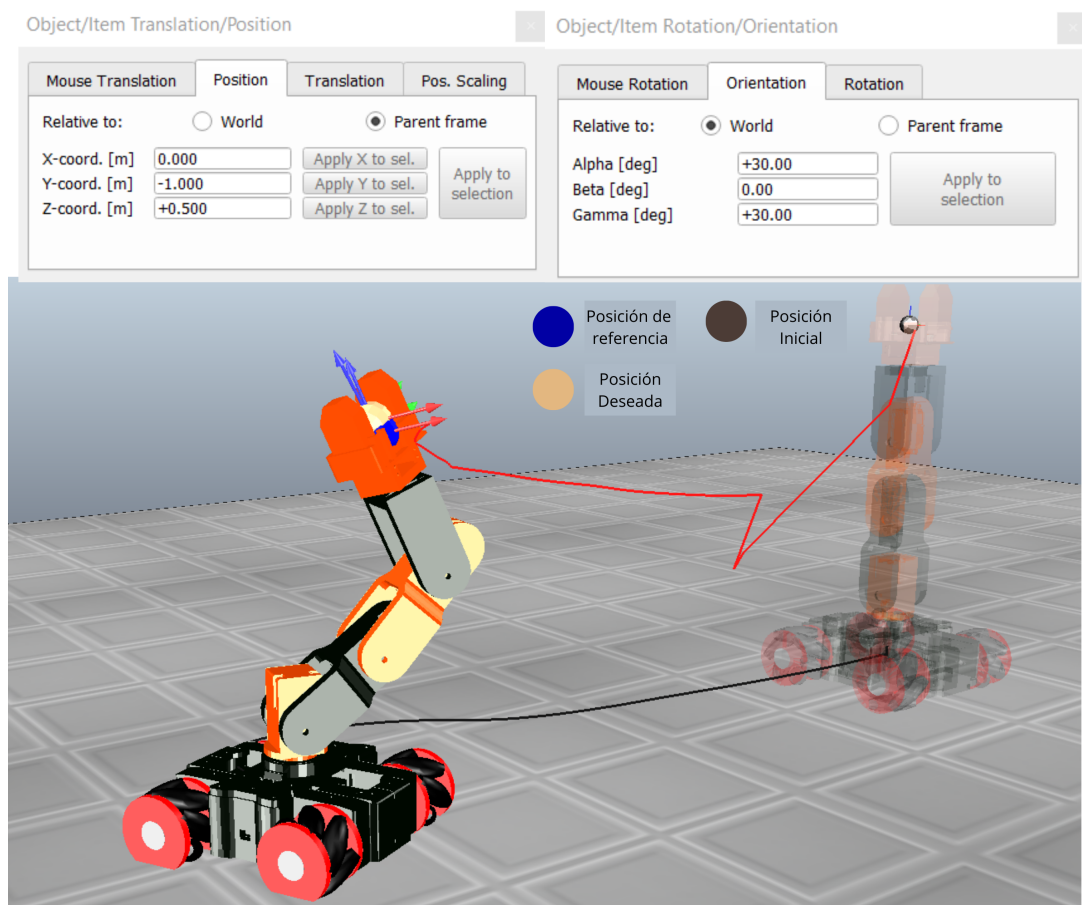 Object/Item Translation/Position
Mouse Translation
Position
Translation
Pos. Scaling
Relative to:
World
Parent frame
X-coord. [m]
0.000
Apply X to sel.
Y-coord. [m]
-1.000
Apply Y to sel.
Z-coord. [m]
+0.500
Apply Z to sel.
Apply to
selection
Object/Item Rotation/Orientation
Mouse Rotation
Orientation
Rotation
Relative to:
World
Parent frame
Alpha [deg]
+30.00
Beta [deg]
0.00
Gamma [deg]
+30.00
Apply to
selection
Posición de
referencia
Posición
Inicial
Posición
Deseada